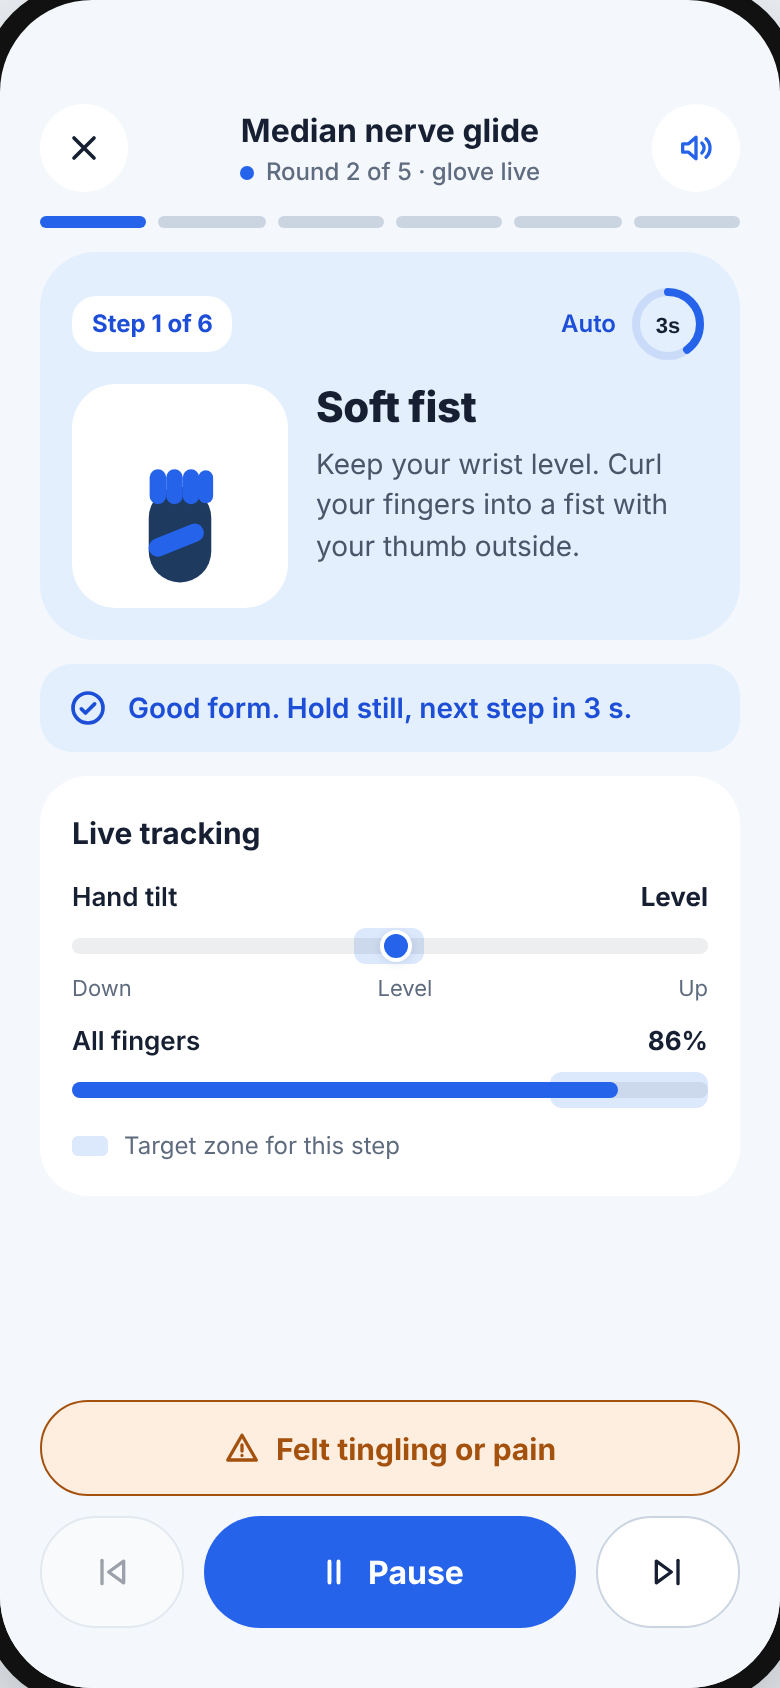 Median nerve glide
Round 2 of 5 · glove live
Step 1 of 6
Auto
3s
Soft fist
Keep your wrist level. Curl
your fingers into a fist with
your thumb outside.
Good form. Hold still, next step in 3 s.
Live tracking
Hand tilt
Level
Down
Level
Up
All fingers
86%
Target zone for this step
Felt tingling or pain
Pause